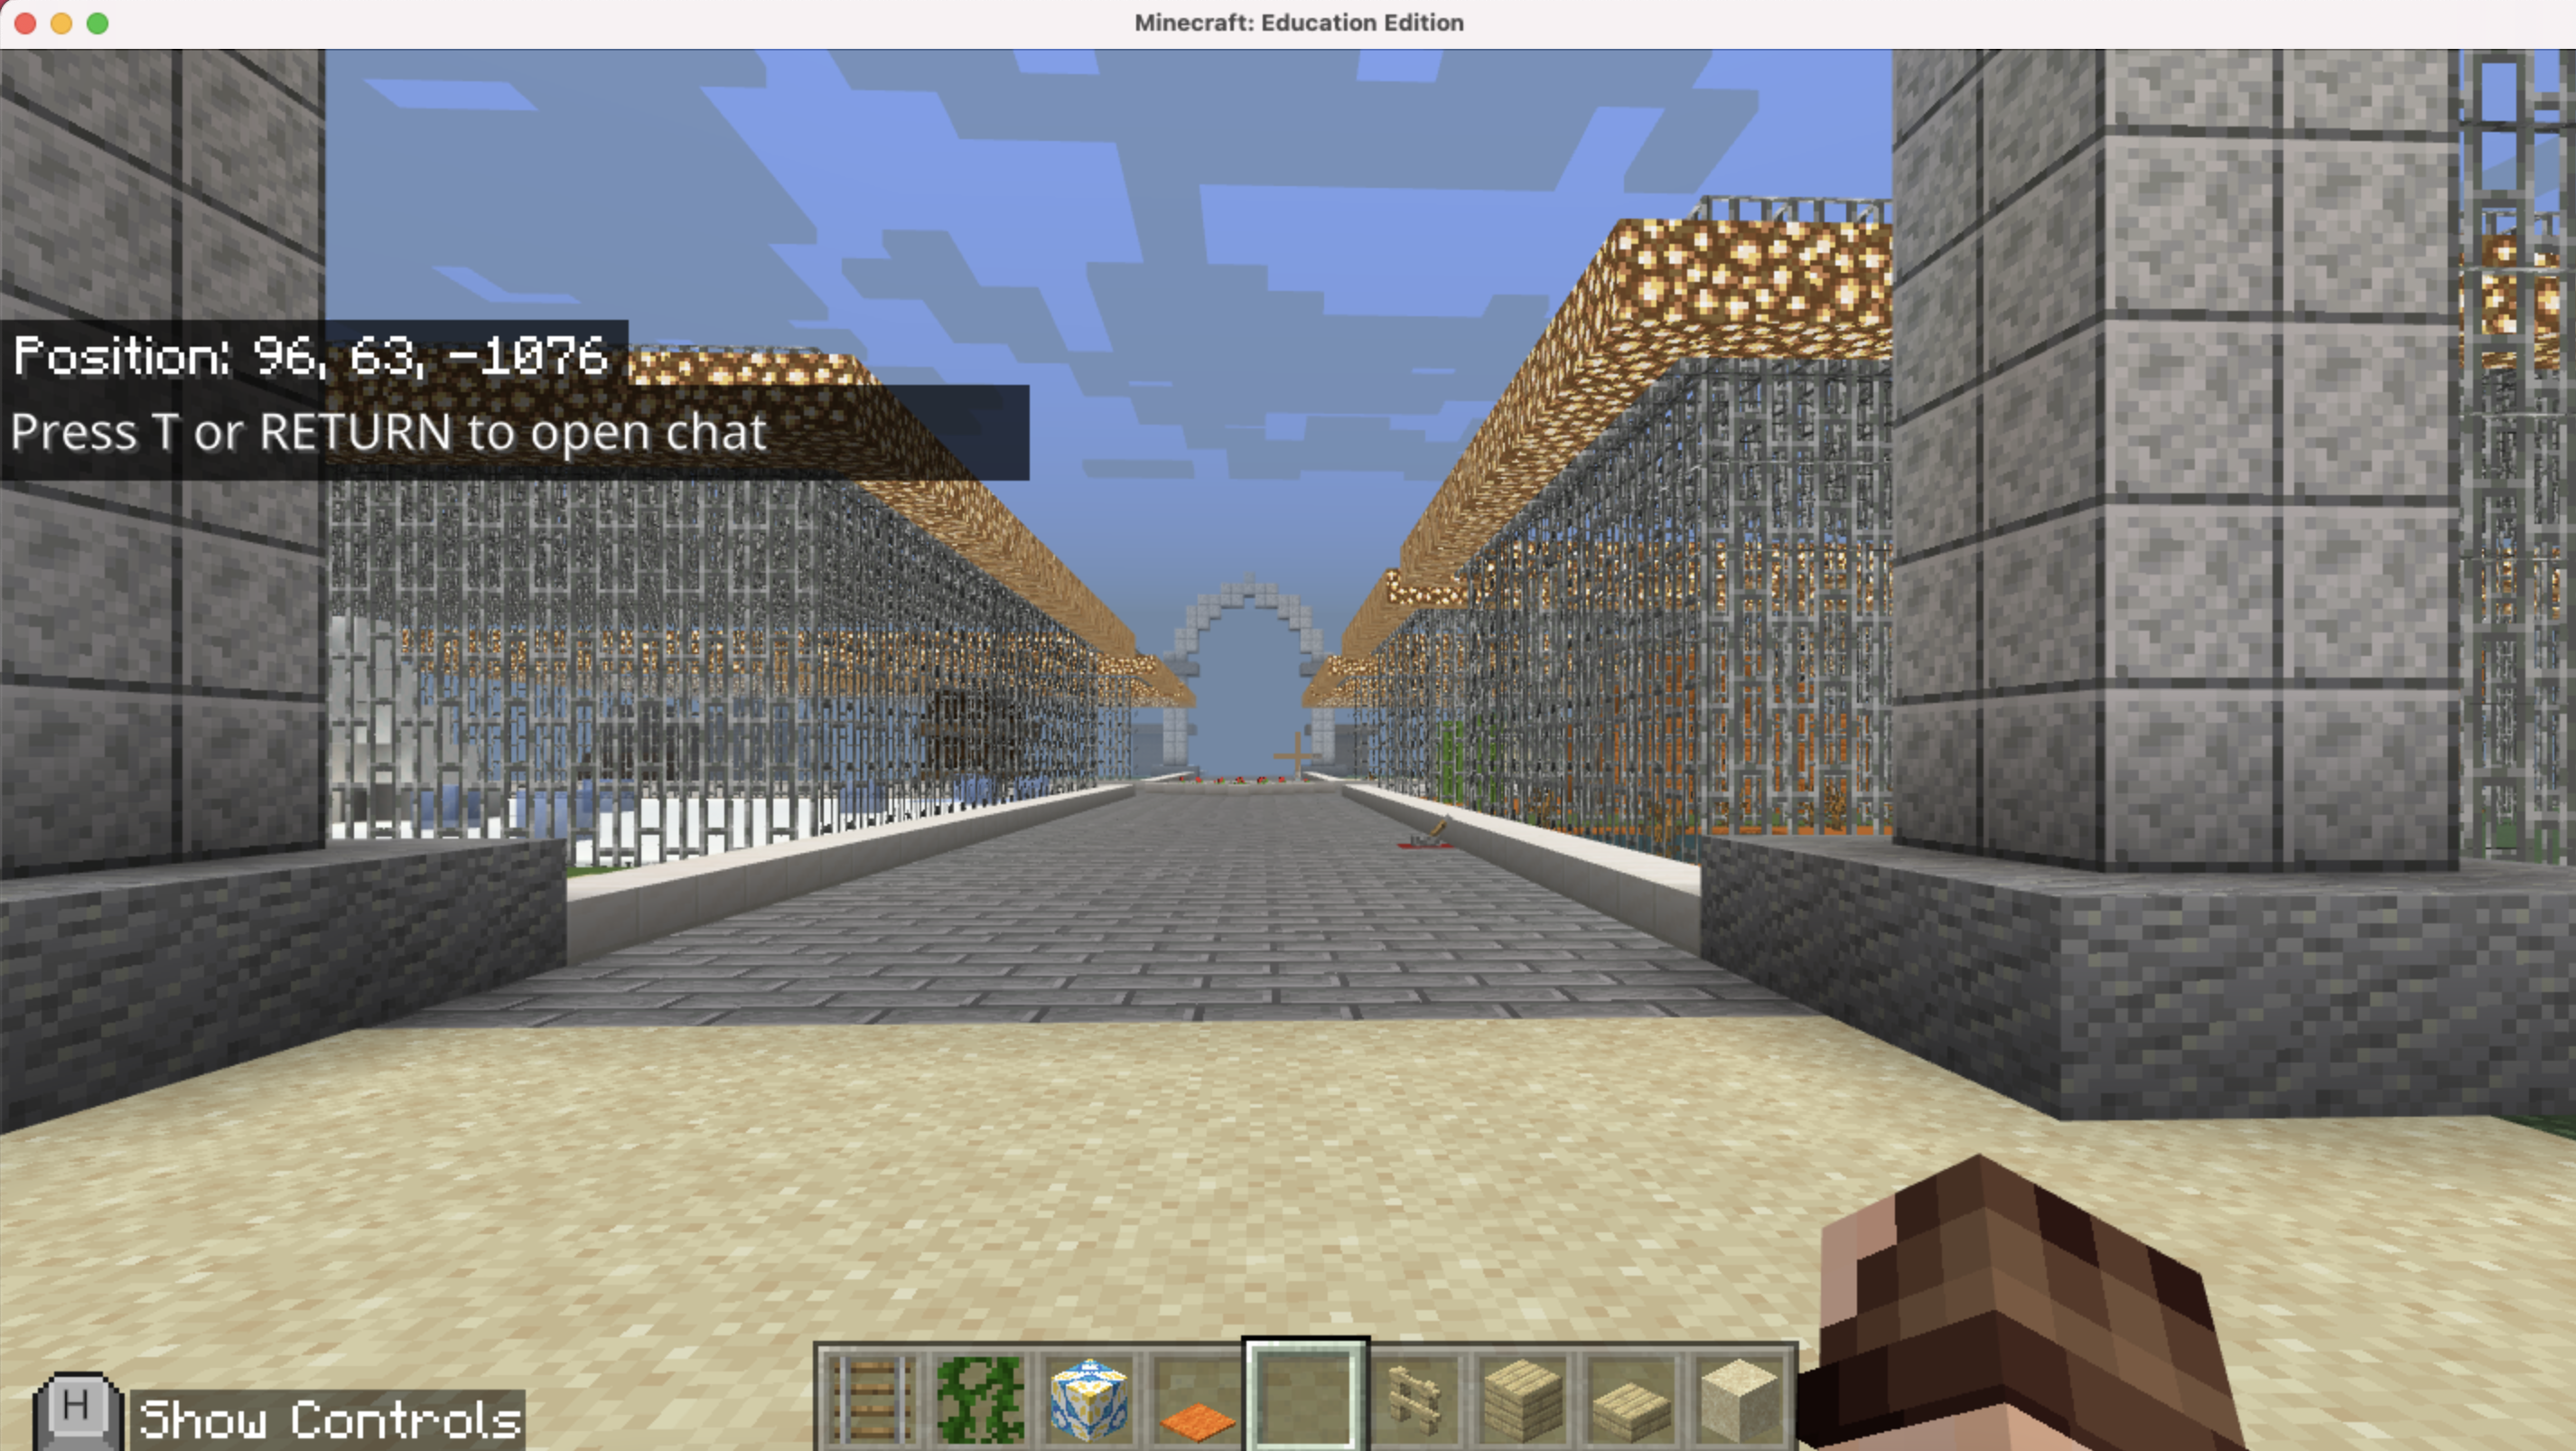 Minecraft: Education Edition
Position: 96, 63, -1076
Press T or RETURN to open chat
H
Show Controls